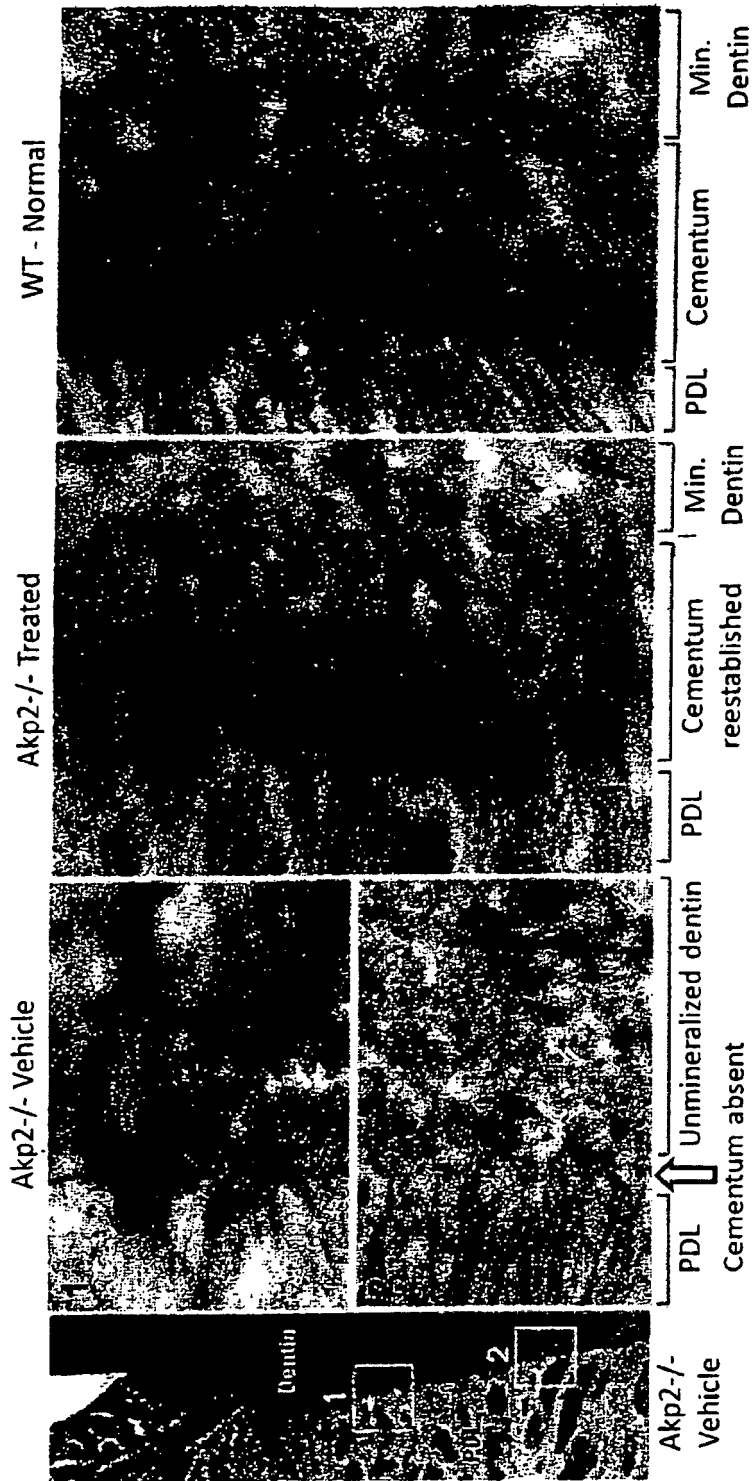 Akp2-/- Vehicle
Akp2-/- Treated
WT - Normal
Dentin
1
2
PDL
1
Akp2-/-
Vehicle
PDL
Unmineralized dentin
Cementum absent
PDL
Cementum
reestablished
Min.
Dentin
PDL
Cementum
Min.
Dentin